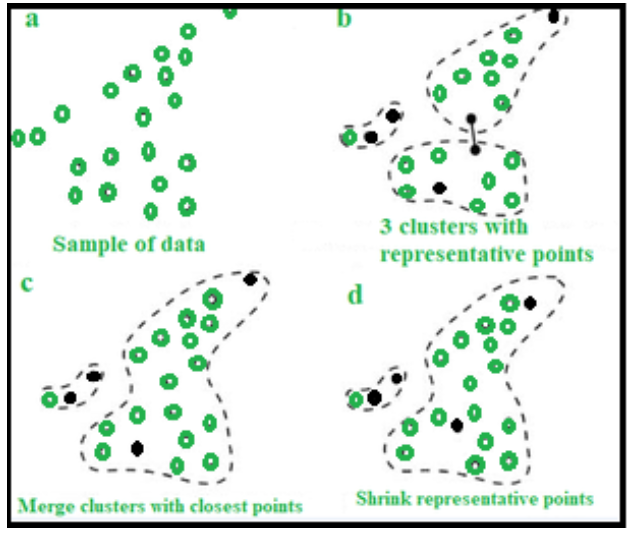 a
b
Sample of data
3 clusters with
representative points
c
d
Merge clusters with closest points
Shrink representative points